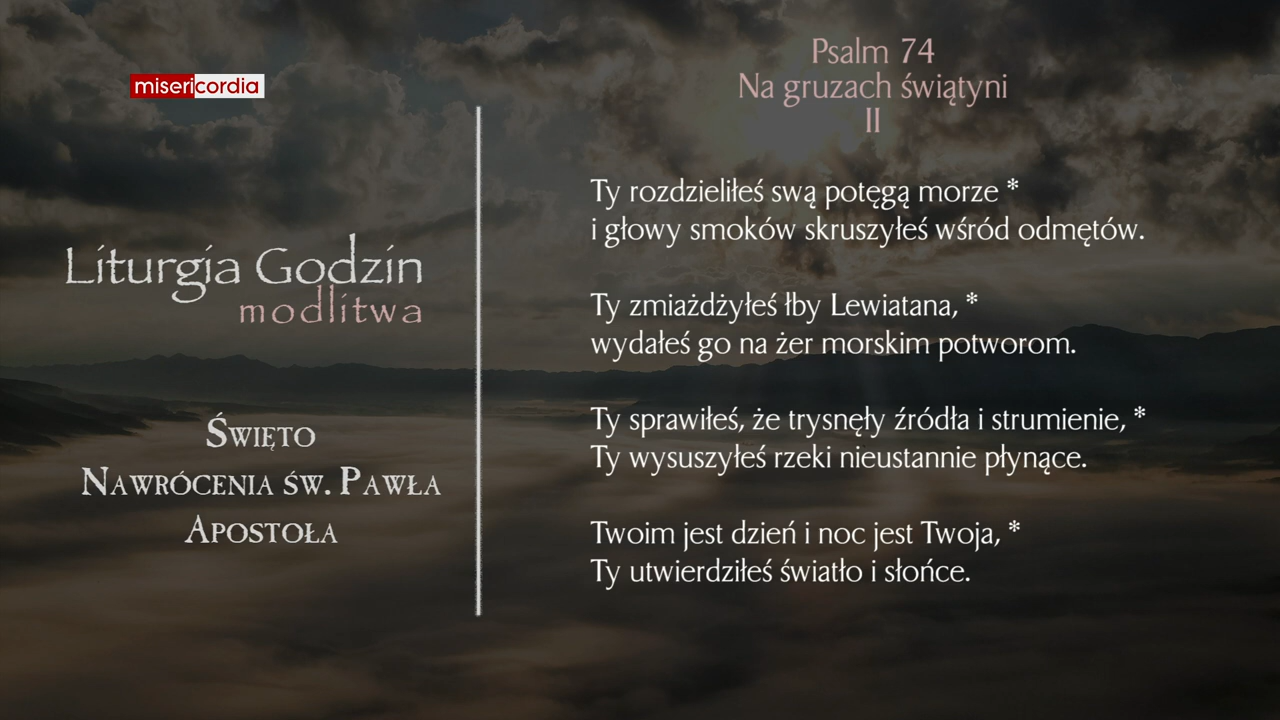 misericordia
Liturgia Godzin
modlitwa
Święto
Nawrócenia św. Pawła
Apostoła
Psalm 74
Na gruzach świątyni
II
Ty rozdzieliłeś swą potęgą morze *
i głowy smoków skruszyłeś wśród odmętów.
Ty zmiażdżyłeś łby Lewiatana, *
wydałeś go na żer morskim potworom.
Ty sprawiłeś, że trysnęły źródła i strumienie, *
Ty wysuszyłeś rzeki nieustannie płynące.
Twoim jest dzień i noc jest Twoja, *
Ty utwierdziłeś światło i słońce.